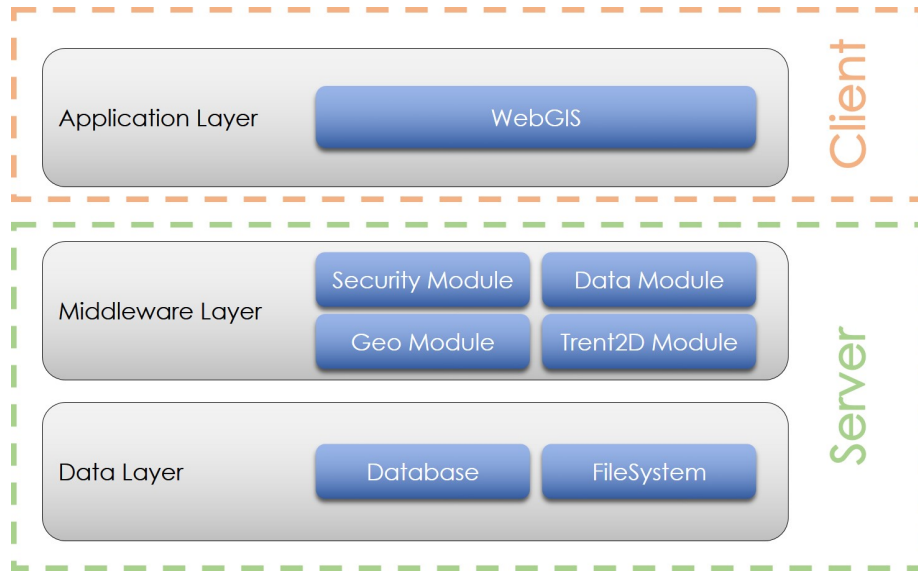 Application Layer
WebGIS
Client
Middleware Layer
Security Module
Data Module
Geo Module
Trent2D Module
Data Layer
Database
FileSystem
Server